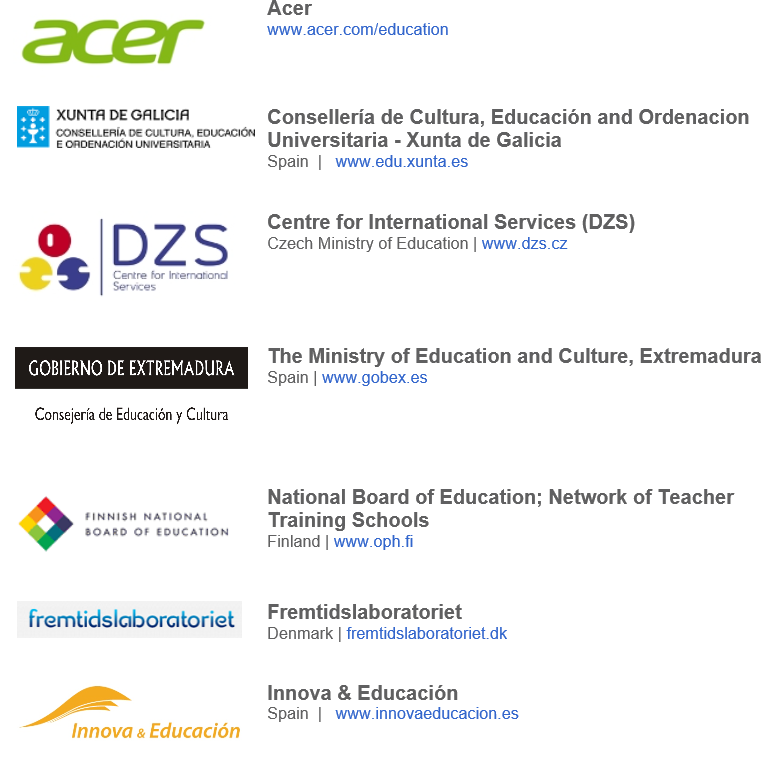 acer
Acer
www.acer.com/education
XUNTA DE GALICIA
CONSELLERÍA DE CULTURA, EDUCACIÓN
E ORDENACIÓN UNIVERSITARIA
Consellería de Cultura, Educación and Ordenacion
Universitaria - Xunta de Galicia
Spain | www.edu.xunta.es
DZS
Centre for International
Services
Centre for International Services (DZS)
Czech Ministry of Education | www.dzs.cz
GOBIERNO DE EXTREMADURA
Consejería de Educación y Cultura
The Ministry of Education and Culture, Extremadura
Spain | www.gobex.es
FINNISH NATIONAL
BOARD OF EDUCATION
National Board of Education; Network of Teacher
Training Schools
Finland | www.oph.fi
fremtidslaboratoriet
Fremtidslaboratoriet
Denmark | fremtidslaboratoriet.dk
Innova & Educación
Innova & Educación
Spain | www.innovaeducacion.es